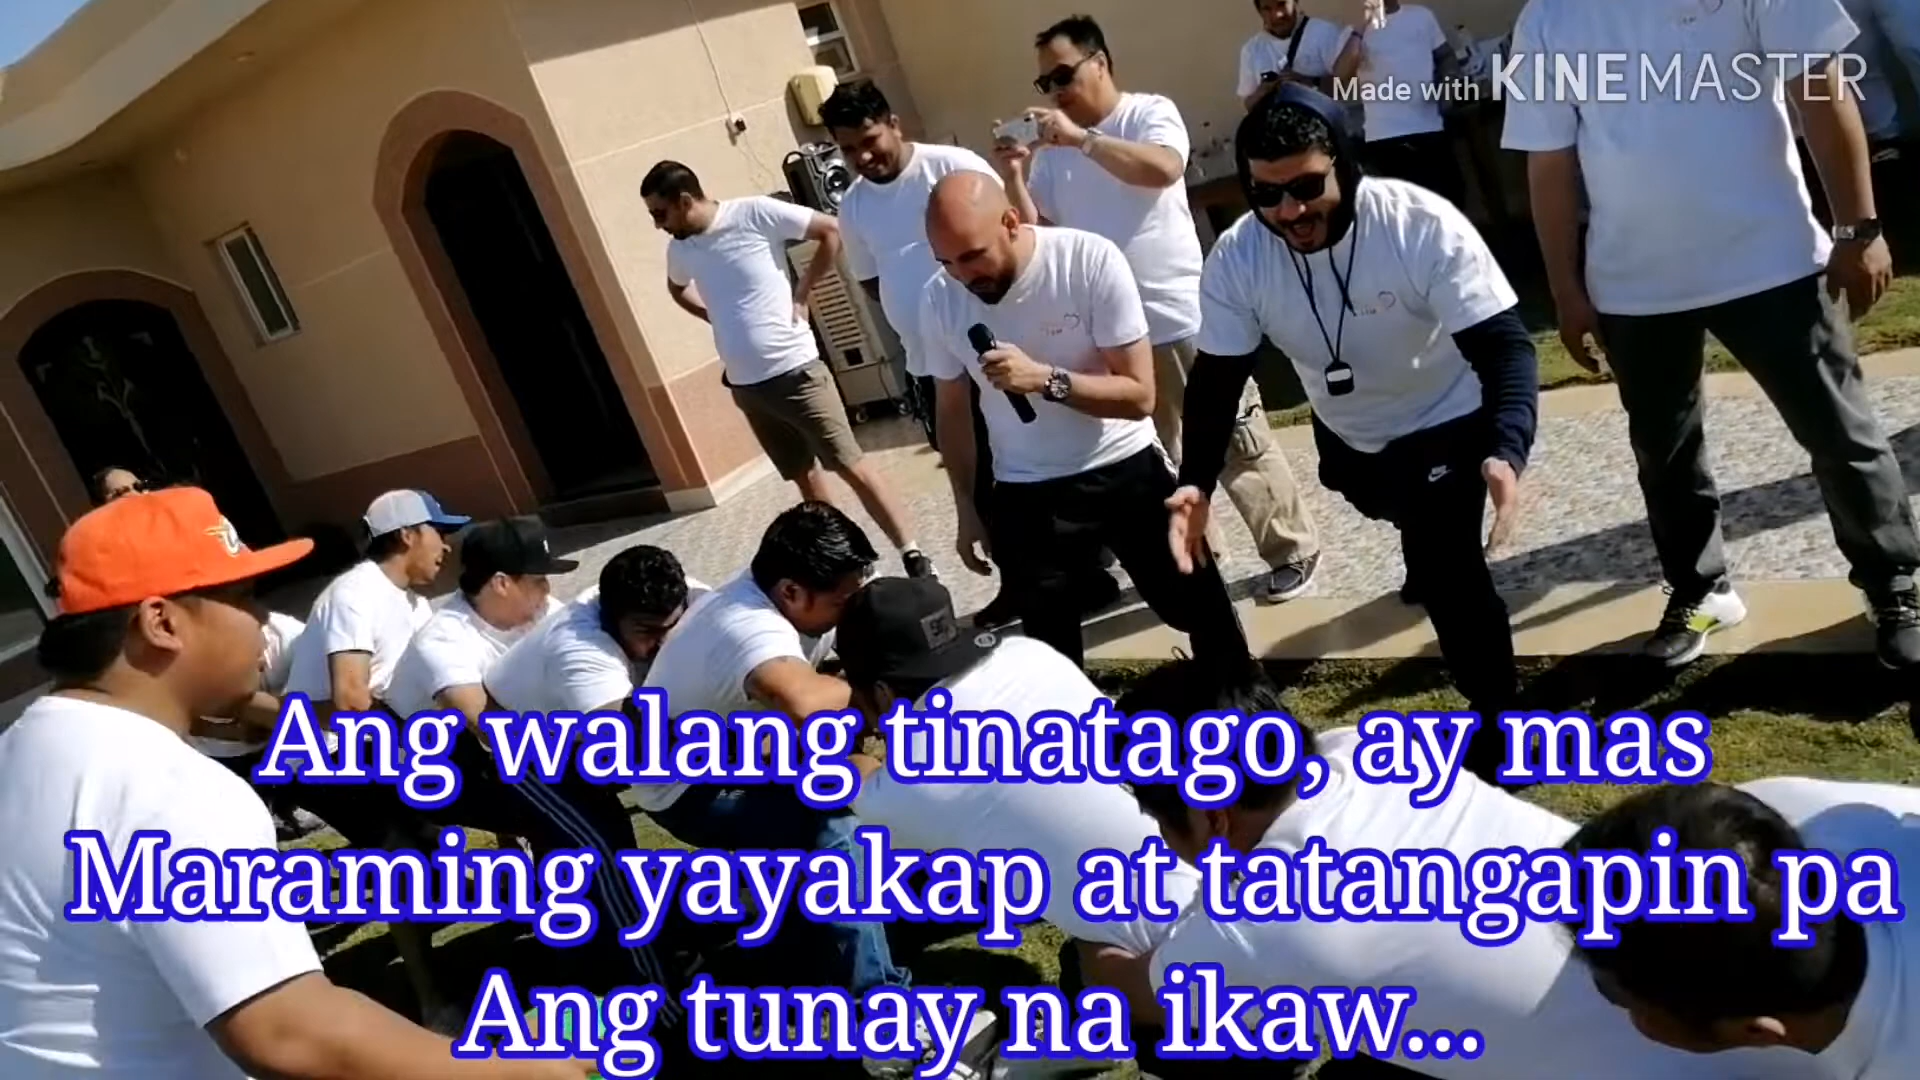 Made with KINEMASTER
Ang walang tinatago, ay mas
Maraming yayakap at tatangapin pa
Ang tunay na ikaw...